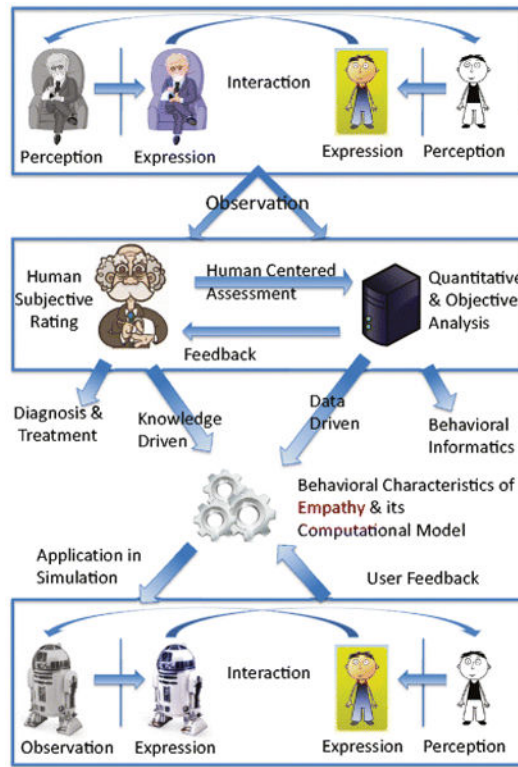 Interaction
Perception
Expression
Expression
Perception
Observation
Human
Subjective
Rating
Human Centered
Assessment
Quantitative
& Objective
Analysis
Feedback
Diagnosis &
Treatment
Knowledge
Driven
Data
Driven
Behavioral
Informatics
Behavioral Characteristics of
Empathy & its
Computational Model
Application in
Simulation
User Feedback
Interaction
Observation
Expression
Expression
Perception